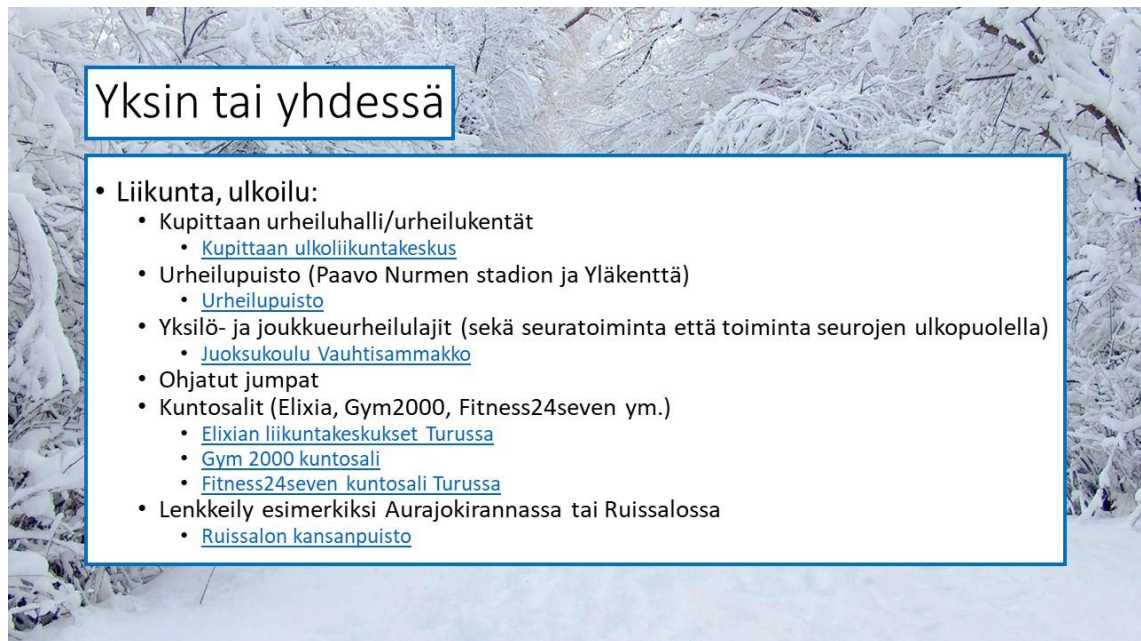 Yksin tai yhdessä
• Liikunta, ulkoilu:
• Kupittaan urheiluhalli/urheilukentät
• Kupittaan ulkoliikuntakeskus
• Urheilupuisto (Paavo Nurmen stadion ja Yläkenttä)
• Urheilupuisto
• Yksilö- ja joukkueurheilulajit (sekä seuratoiminta että toiminta seurojen ulkopuolella)
• Juoksukoulu Vauhtisammakko
• Ohjatut jumpat
• Kuntosalit (Elixia, Gym2000, Fitness24seven ym.)
• Elixian liikuntakeskukset Turussa
• Gym 2000 kuntosali
• Fitness24seven kuntosali Turussa
• Lenkkeily esimerkiksi Aurajokirannassa tai Ruissalossa
• Ruissalon kansanpuisto